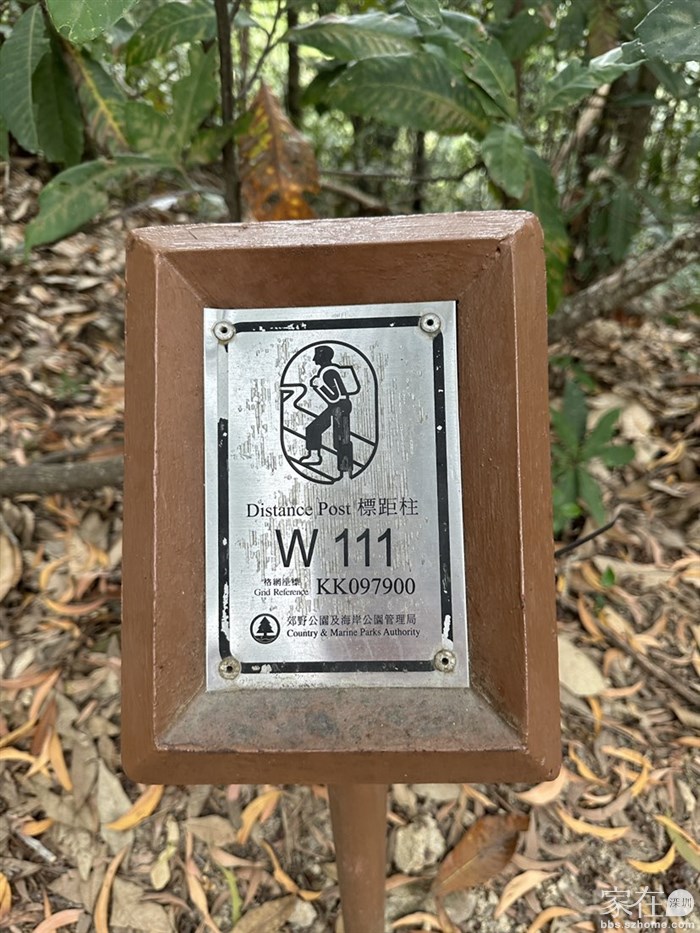 Distance Post 標距柱
W 111
格網座標
Grid Reference KK097900
郊野公園及海岸公園管理局
Country & Marine Parks Authority
家在深圳
bbs.szhome.com